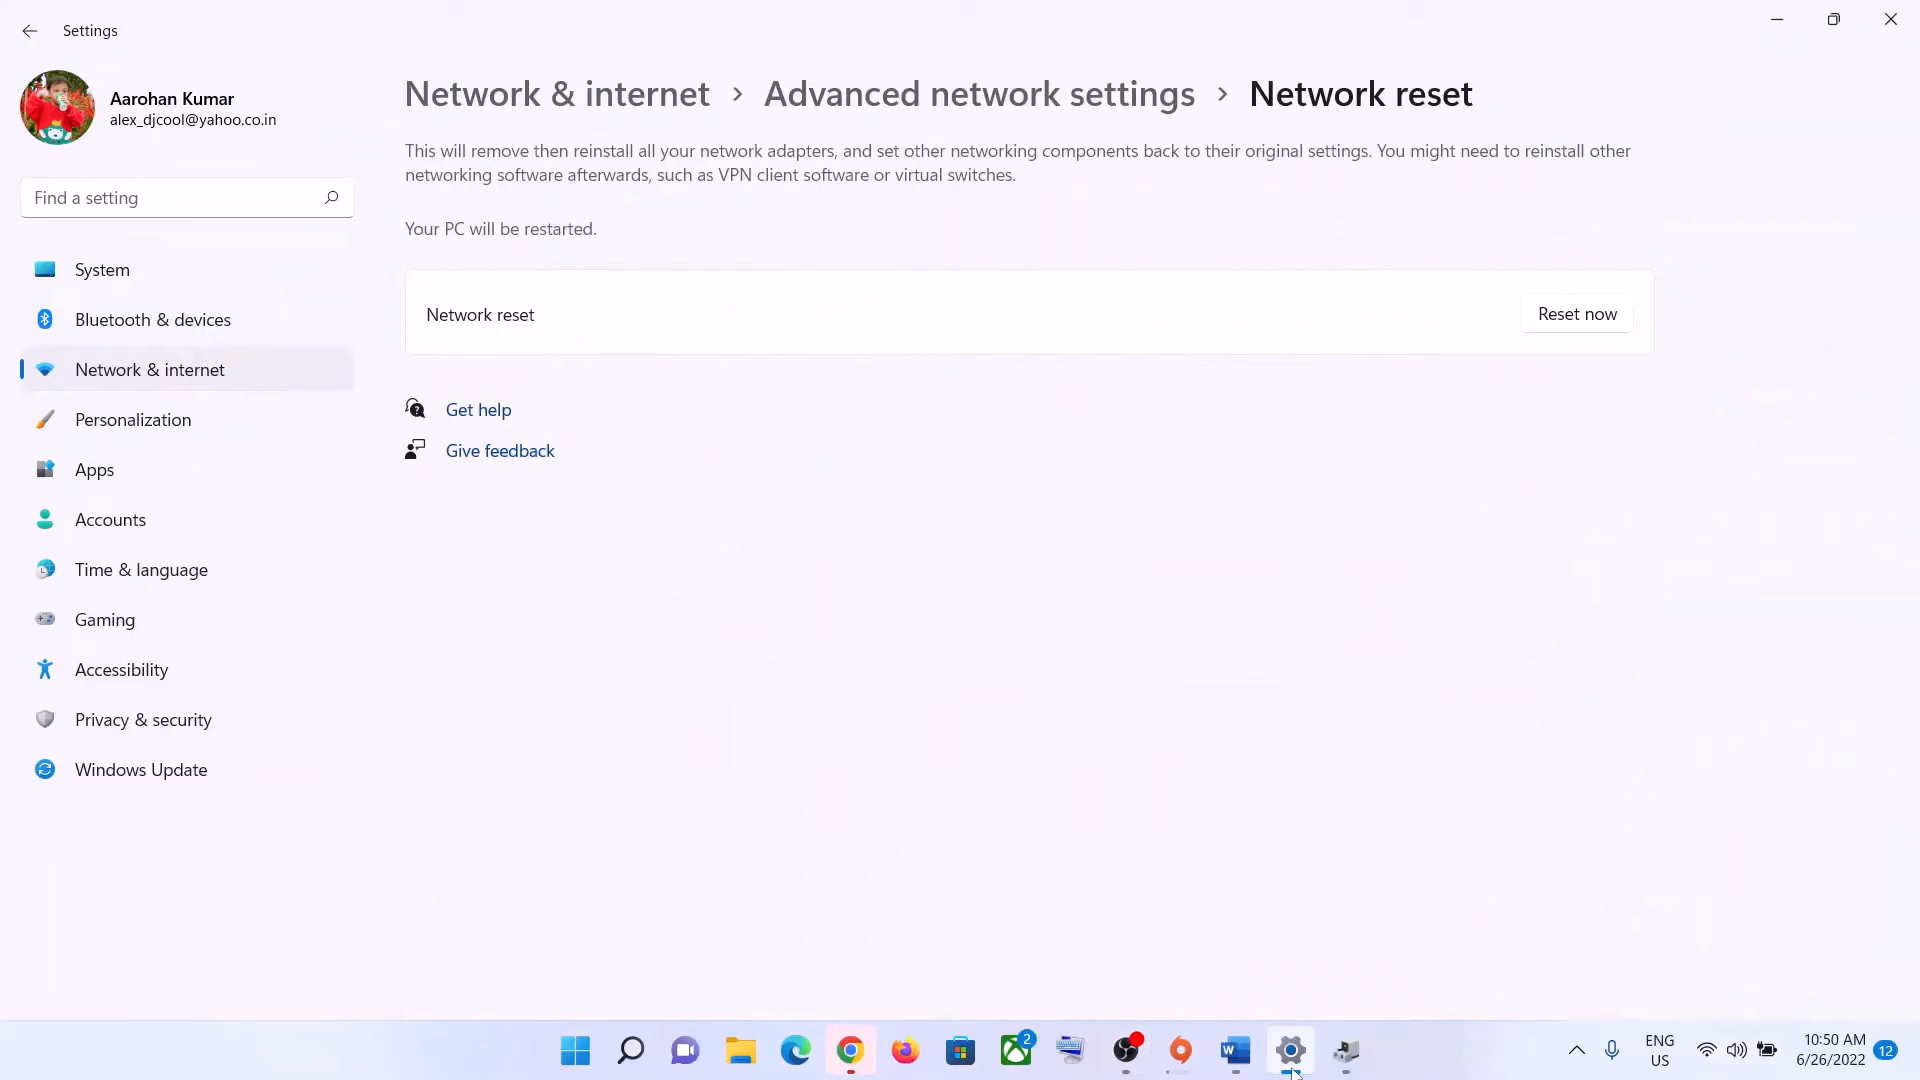 Settings
Aarohan Kumar
alex_djcool@yahoo.co.in
Find a setting
System
Bluetooth & devices
Network & internet
Personalization
Apps
Accounts
Time & language
Gaming
Accessibility
Privacy & security
Windows Update
Network & internet > Advanced network settings > Network reset
This will remove then reinstall all your network adapters, and set other networking components back to their original settings. You might need to reinstall other
networking software afterwards, such as VPN client software or virtual switches.
Your PC will be restarted.
Network reset
Reset now
Get help
Give feedback
2
ENG
US
10:50 AM
6/26/2022
12